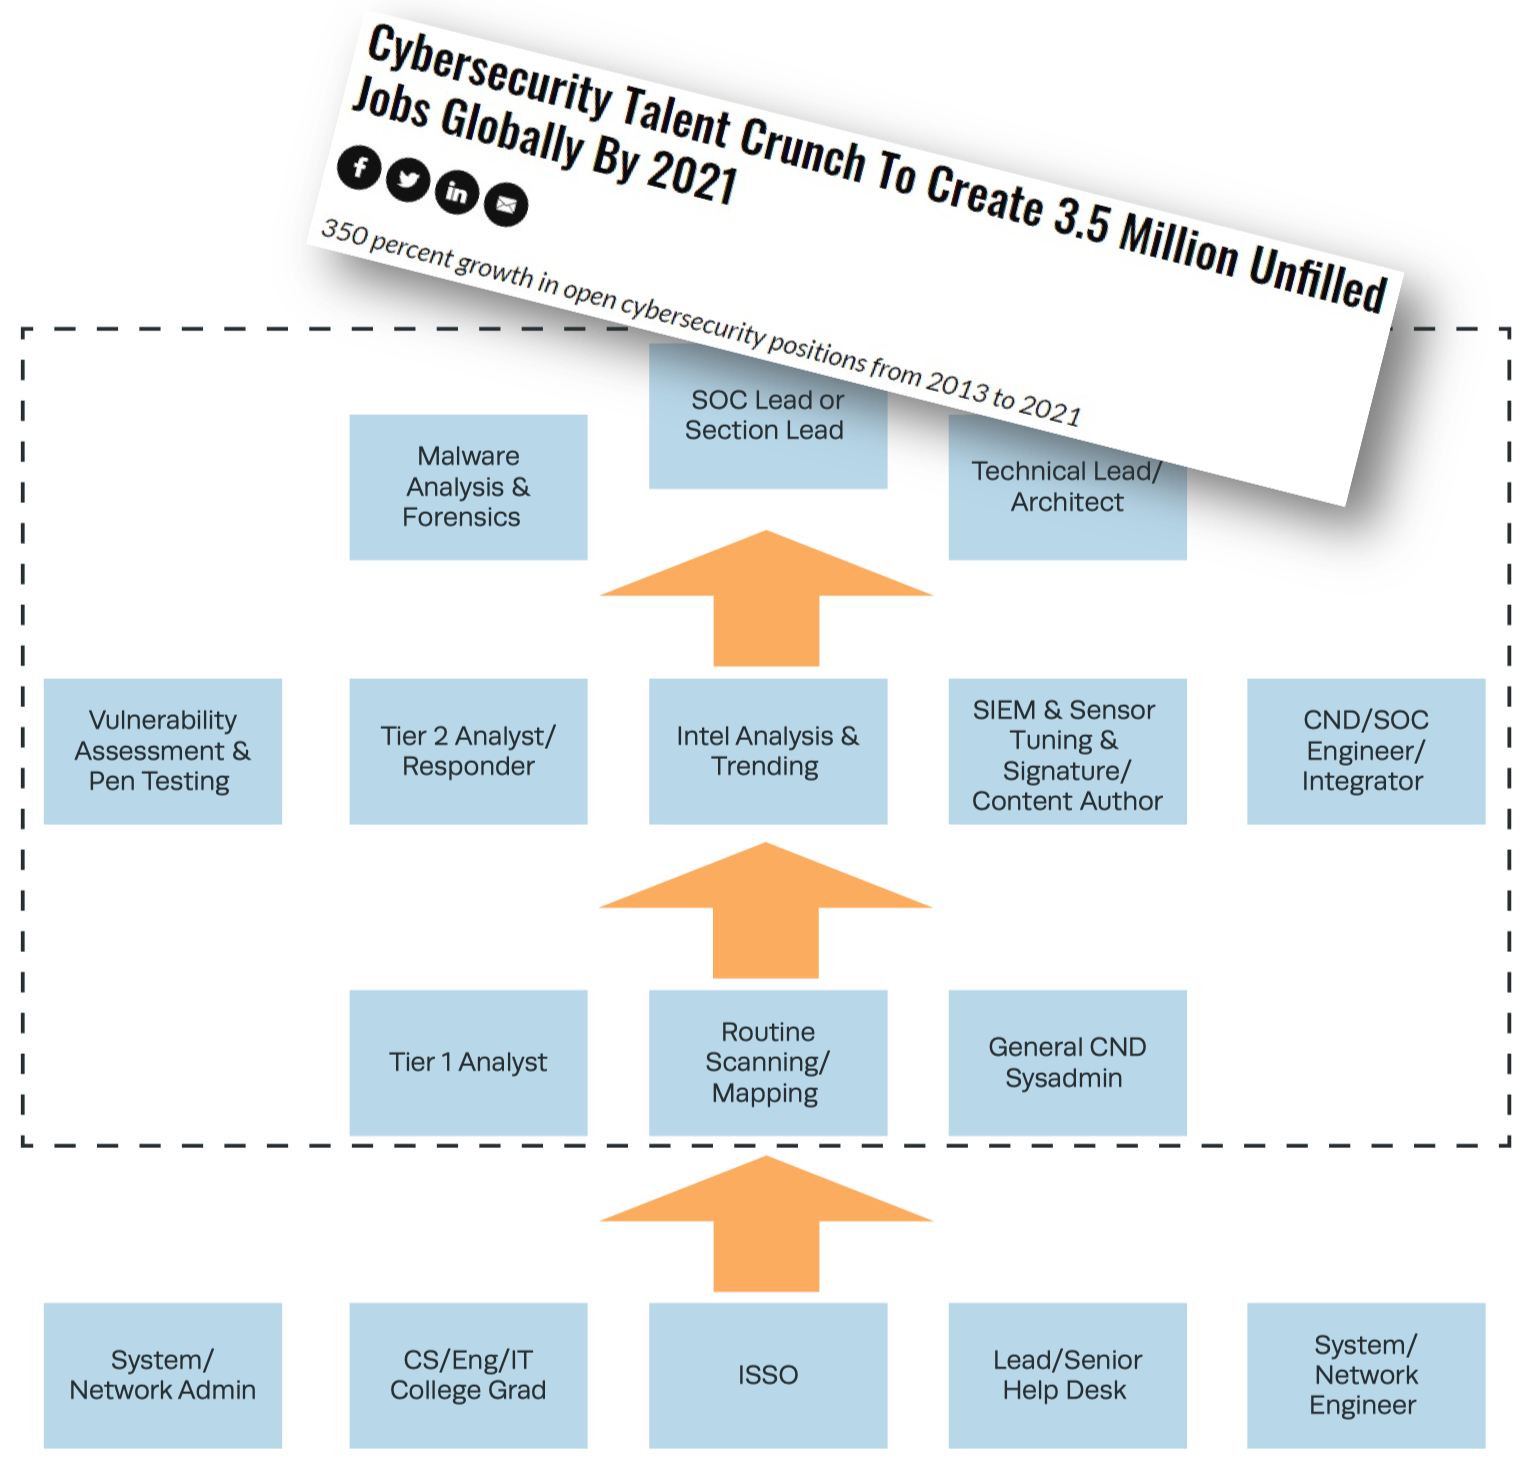 Cybersecurity Talent Crunch To Create 3.5 Million Unfilled
Jobs Globally By 2021
350 percent growth in open cybersecurity positions from 2013 to 2021
SOC Lead or
Section Lead
Malware
Analysis &
Forensics
Technical Lead/
Architect
Vulnerability
Assessment &
Pen Testing
Tier 2 Analyst/
Responder
Intel Analysis &
Trending
SIEM & Sensor
Tuning &
Signature/
Content Author
CND/SOC
Engineer/
Integrator
Tier 1 Analyst
Routine
Scanning/
Mapping
General CND
Sysadmin
System/
Network Admin
CS/Eng/IT
College Grad
ISSO
Lead/Senior
Help Desk
System/
Network
Engineer